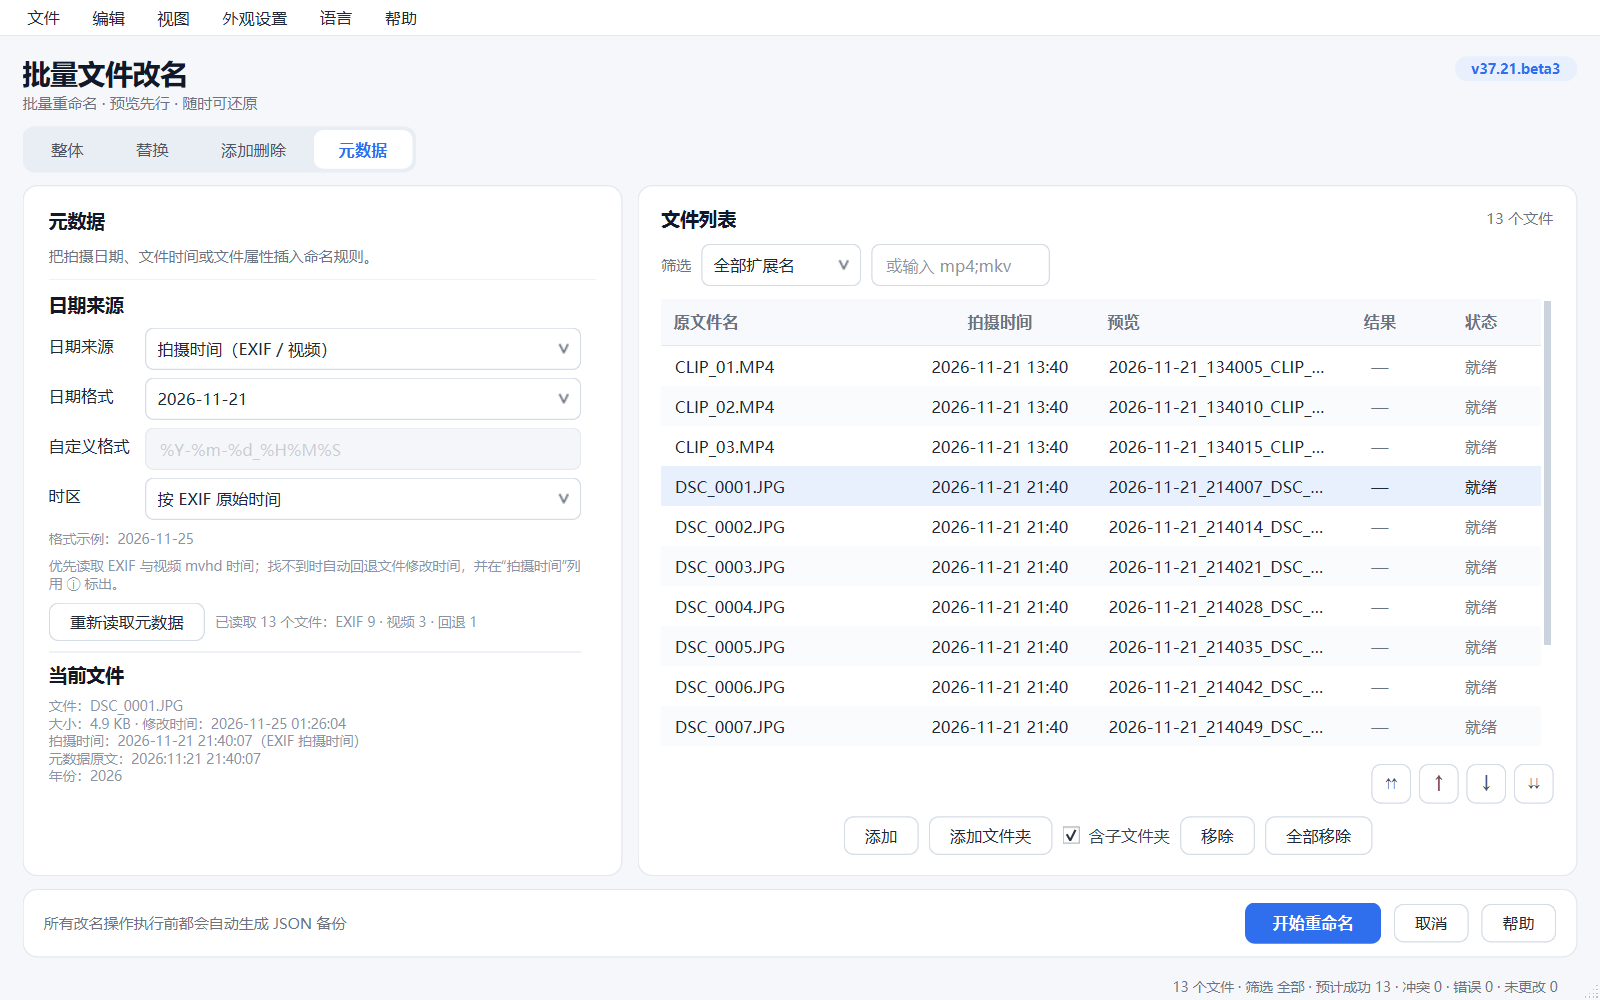 文件 编辑 视图 外观设置 语言 帮助
批量文件改名
v37.21.beta3
批量重命名 · 预览先行 · 随时可还原
整体 替换 添加删除 元数据
元数据
把拍摄日期、文件时间或文件属性插入命名规则。
日期来源
日期来源 拍摄时间（EXIF / 视频）
日期格式 2026-11-21
自定义格式 %Y-%m-%d_%H%M%S
时区 按 EXIF 原始时间
格式示例：2026-11-25
优先读取 EXIF 与视频 mvhd 时间；找不到时自动回退文件修改时间，并在“拍摄时间”列
用 ⓘ 标出。
重新读取元数据 已读取 13 个文件：EXIF 9 · 视频 3 · 回退 1
当前文件
文件：DSC_0001.JPG
大小：4.9 KB · 修改时间：2026-11-25 01:26:04
拍摄时间：2026-11-21 21:40:07（EXIF 拍摄时间）
元数据原文：2026:11:21 21:40:07
年份：2026
文件列表 13 个文件
筛选 全部扩展名 或输入 mp4;mkv
原文件名 拍摄时间 预览 结果 状态
CLIP_01.MP4 2026-11-21 13:40 2026-11-21_134005_CLIP_... — 就绪
CLIP_02.MP4 2026-11-21 13:40 2026-11-21_134010_CLIP_... — 就绪
CLIP_03.MP4 2026-11-21 13:40 2026-11-21_134015_CLIP_... — 就绪
DSC_0001.JPG 2026-11-21 21:40 2026-11-21_214007_DSC_... — 就绪
DSC_0002.JPG 2026-11-21 21:40 2026-11-21_214014_DSC_... — 就绪
DSC_0003.JPG 2026-11-21 21:40 2026-11-21_214021_DSC_... — 就绪
DSC_0004.JPG 2026-11-21 21:40 2026-11-21_214028_DSC_... — 就绪
DSC_0005.JPG 2026-11-21 21:40 2026-11-21_214035_DSC_... — 就绪
DSC_0006.JPG 2026-11-21 21:40 2026-11-21_214042_DSC_... — 就绪
DSC_0007.JPG 2026-11-21 21:40 2026-11-21_214049_DSC_... — 就绪
⇈ ↑ ↓ ⇊
添加 添加文件夹 含子文件夹 移除 全部移除
所有改名操作执行前都会自动生成 JSON 备份
开始重命名 取消 帮助
13 个文件 · 筛选 全部 · 预计成功 13 · 冲突 0 · 错误 0 · 未更改 0